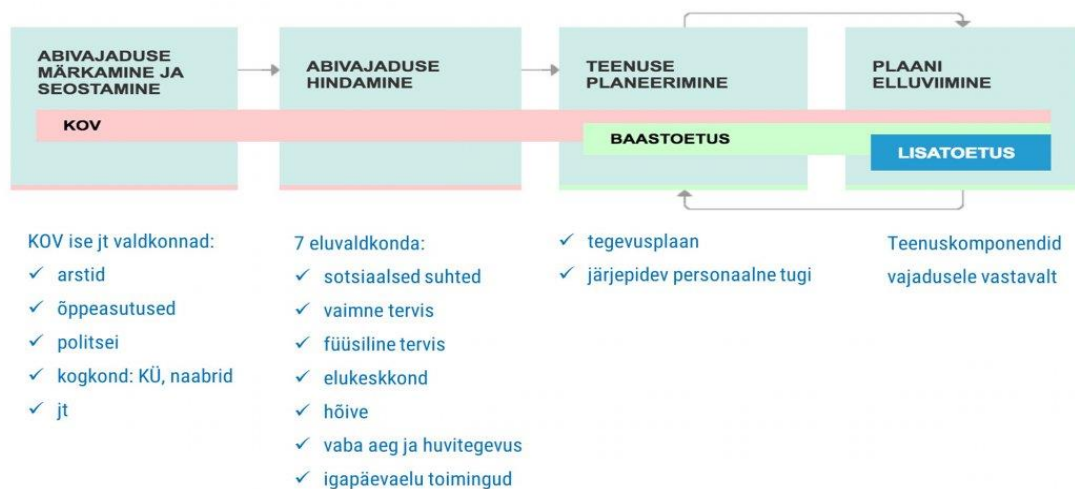 ABIVAJADUSE
MÄRKAMINE JA
SEOSTAMINE
ABIVAJADUSE
HINDAMINE
TEENUSE
PLANEERIMINE
PLAANI
ELLUVIIMINE
KOV
BAASTOETUS
LISATOETUS
KOV ise jt valdkonnad:
✓ arstid
✓ õppeasutused
✓ politsei
✓ kogkond: KÜ, naabrid
✓ jt
7 eluvaldkonda:
✓ sotsiaalsed suhted
✓ vaimne tervis
✓ füüsiline tervis
✓ elukeskkond
✓ hõive
✓ vaba aeg ja huvitegevus
✓ igapäevaelu toimingud
✓ tegevusplaan
✓ järjepidev personaalne tugi
Teenuskomponendid
vajadusele vastavalt